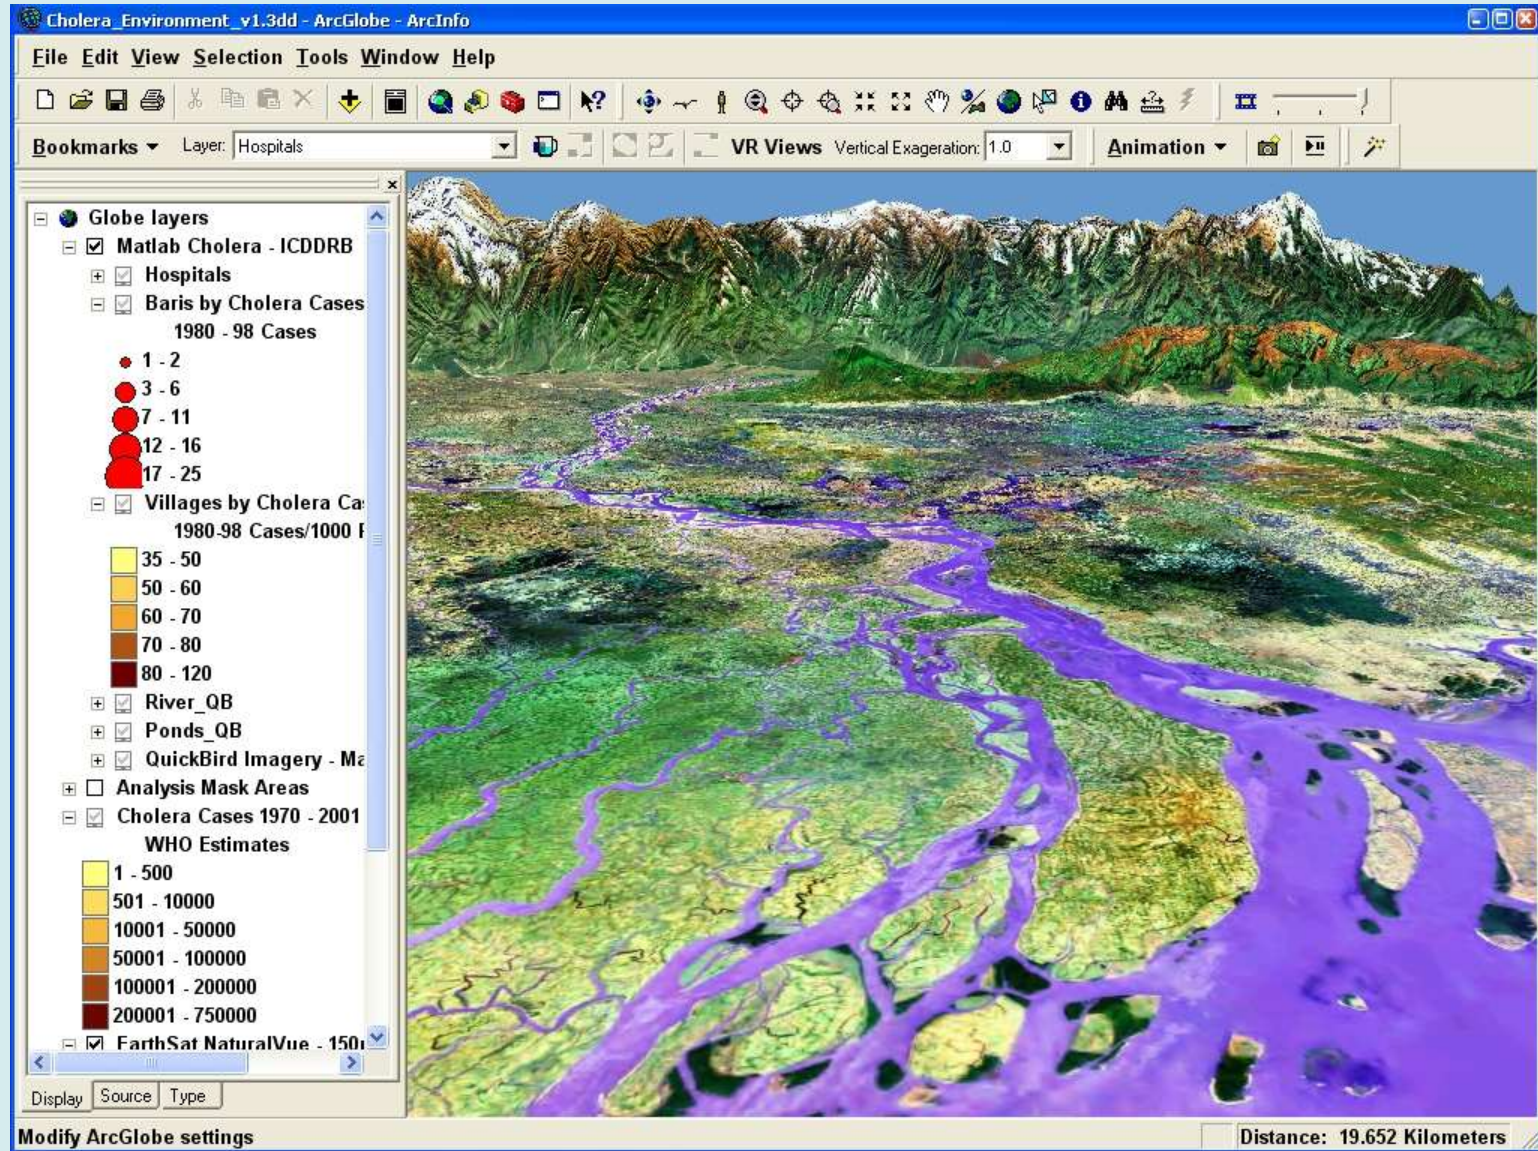 Cholera_Environment_v1.3dd - ArcGlobe - ArcInfo
File Edit View Selection Tools Window Help
Bookmarks Layer: Hospitals VR Views Vertical Exageration: 1.0 Animation
Globe layers
Matlab Cholera - ICDDRB
Hospitals
Baris by Cholera Cases
1980 - 98 Cases
1 - 2
3 - 6
7 - 11
12 - 16
17 - 25
Villages by Cholera
1980-98 Cases/1000
35 - 50
50 - 60
60 - 70
70 - 80
80 - 120
River_QB
Ponds_QB
QuickBird Imagery -
Analysis Mask Areas
Cholera Cases 1970 - 2001
WHO Estimates
1 - 500
501 - 10000
10001 - 50000
50001 - 100000
100001 - 200000
200001 - 750000
EarthSat NaturalVue -
Display Source Type
Modify ArcGlobe settings Distance: 19.652 Kilometers